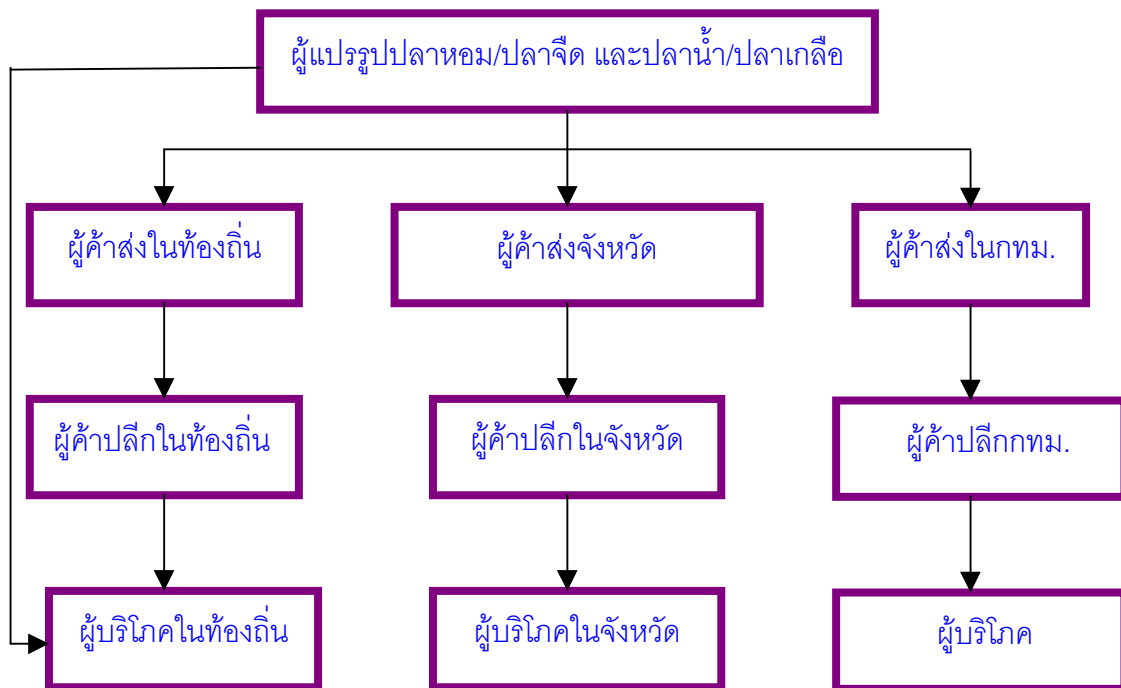 ผู้แปรรูปปลาหอม/ปลาจืด และปลาน้ำ/ปลาเกลือ
ผู้ค้าส่งในท้องถิ่น
ผู้ค้าส่งจังหวัด
ผู้ค้าส่งในกทม.
ผู้ค้าปลีกในท้องถิ่น
ผู้ค้าปลีกในจังหวัด
ผู้ค้าปลีกกทม.
ผู้บริโภคในท้องถิ่น
ผู้บริโภคในจังหวัด
ผู้บริโภค